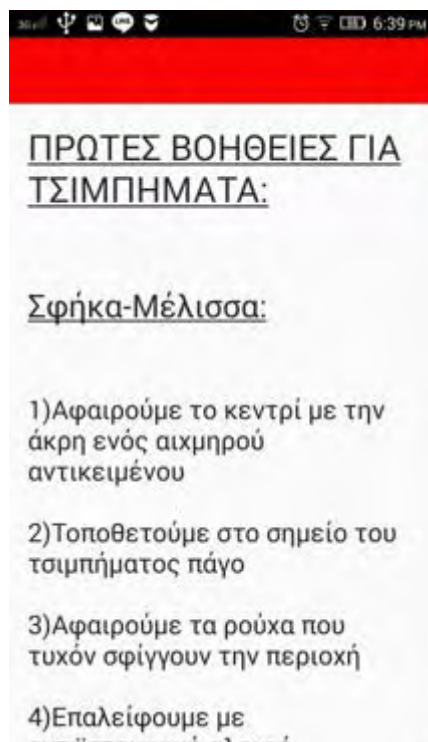 3G 6:39 PM
ΠΡΩΤΕΣ ΒΟΗΘΕΙΕΣ ΓΙΑ
ΤΣΙΜΠΗΜΑΤΑ:
Σφήκα-Μέλισσα:
1)Αφαιρούμε το κεντρί με την
άκρη ενός αιχμηρού
αντικειμένου
2)Τοποθετούμε στο σημείο του
τσιμπήματος πάγο
3)Αφαιρούμε τα ρούχα που
τυχόν σφίγγουν την περιοχή
4)Επαλείφουμε με